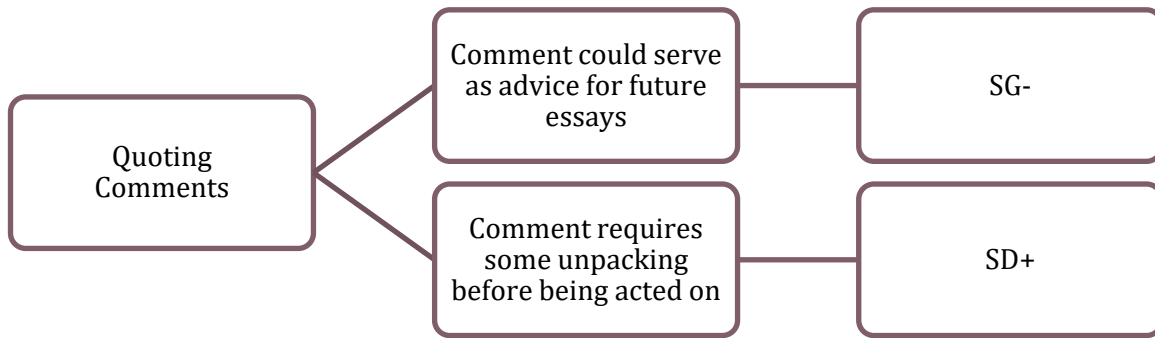 Quoting
Comments
Comment could serve
as advice for future
essays
SG-
Comment requires
some unpacking
before being acted on
SD+